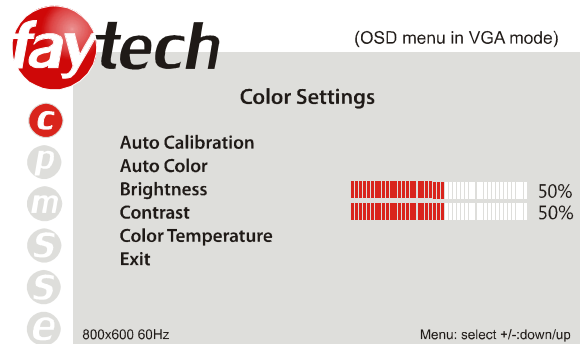 faytech
(OSD menu in VGA mode)
Color Settings
c
Auto Calibration
Auto Color
p
Brightness 50%
m
Contrast 50%
Color Temperature
s
Exit
s
e
800x600 60Hz
Menu: select +/-:down/up